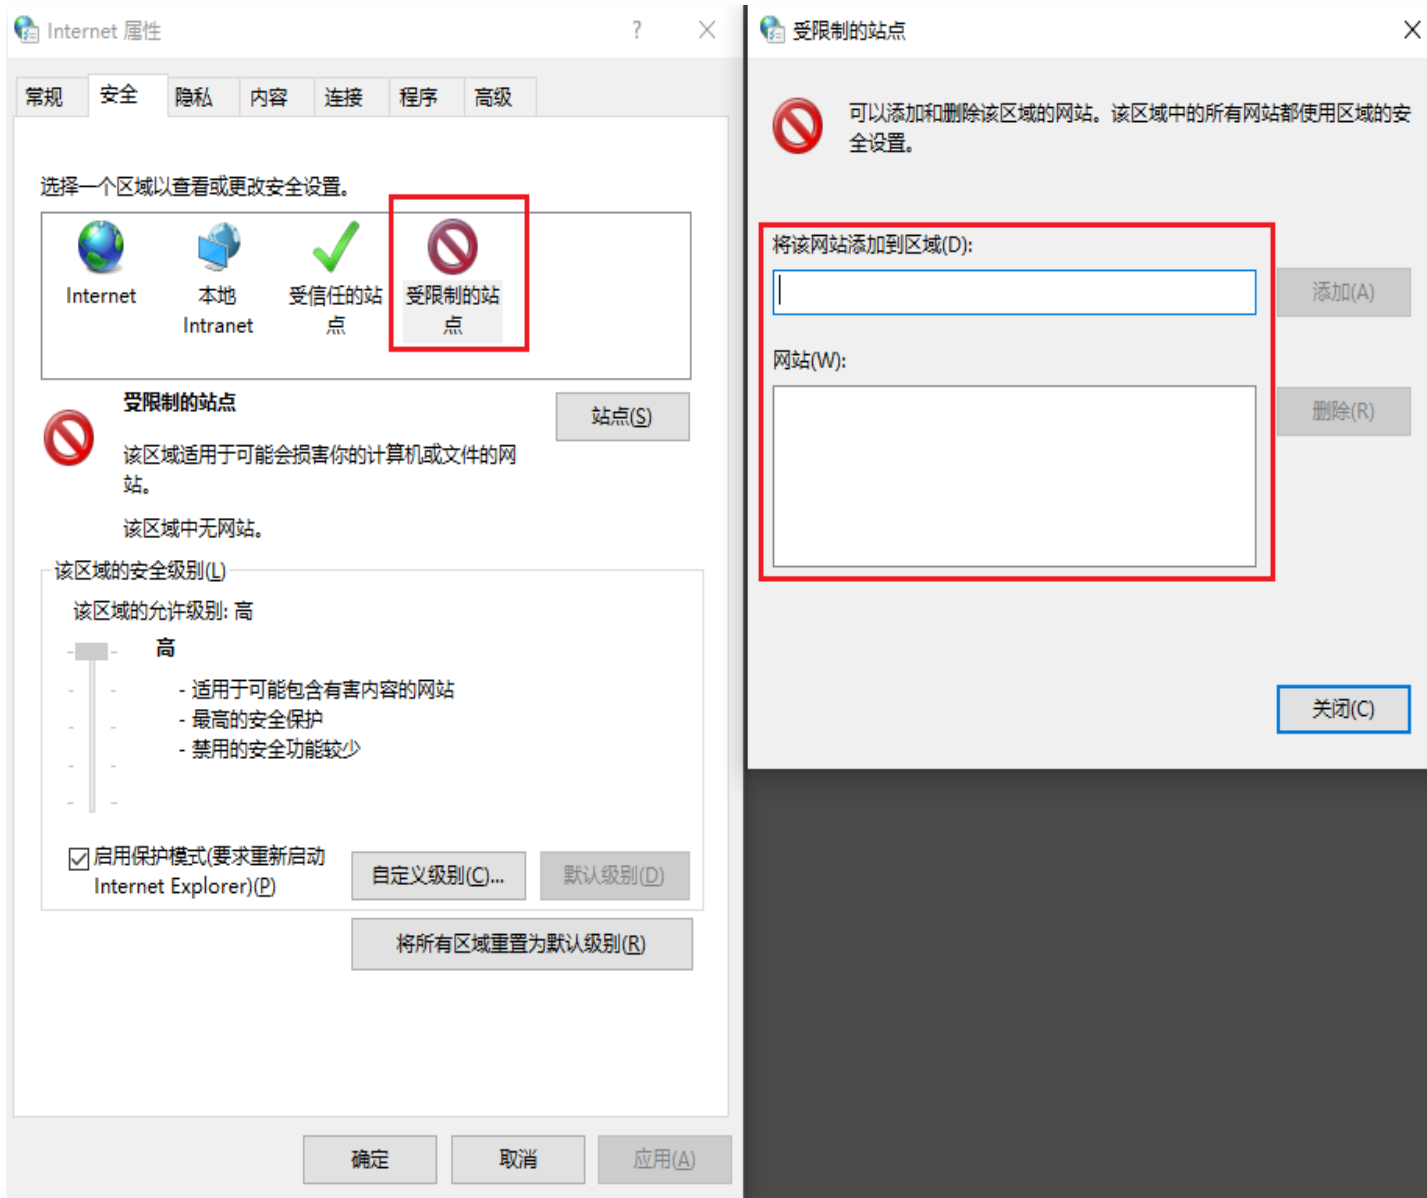 Internet 属性
常规 安全 隐私 内容 连接 程序 高级
选择一个区域以查看或更改安全设置。
Internet
本地
Intranet
受信任的站
点
受限制的站
点
受限制的站点
站点(S)
该区域适用于可能会损害你的计算机或文件的网
站。
该区域中无网站。
该区域的安全级别(L)
该区域的允许级别: 高
高
- 适用于可能包含有害内容的网站
- 最高的安全保护
- 禁用的安全功能较少
启用保护模式(要求重新启动
Internet Explorer)(P)
自定义级别(C)...
默认级别(D)
将所有区域重置为默认级别(R)
确定
取消
应用(A)
受限制的站点
可以添加和删除该区域的网站。该区域中的所有网站都使用区域的安
全设置。
将该网站添加到区域(D):
添加(A)
网站(W):
删除(R)
关闭(C)